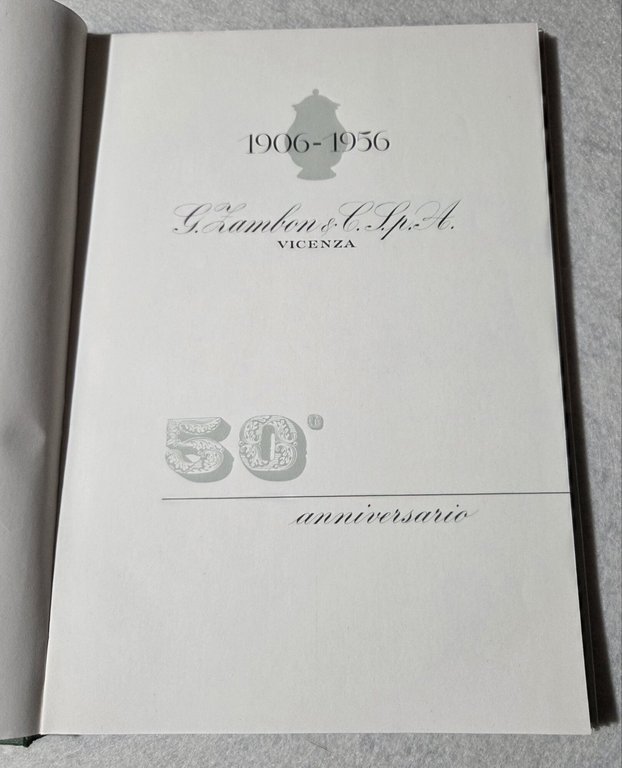 1906-1956
G. Zambon & C. S.p.A.
VICENZA
50°
anniversario